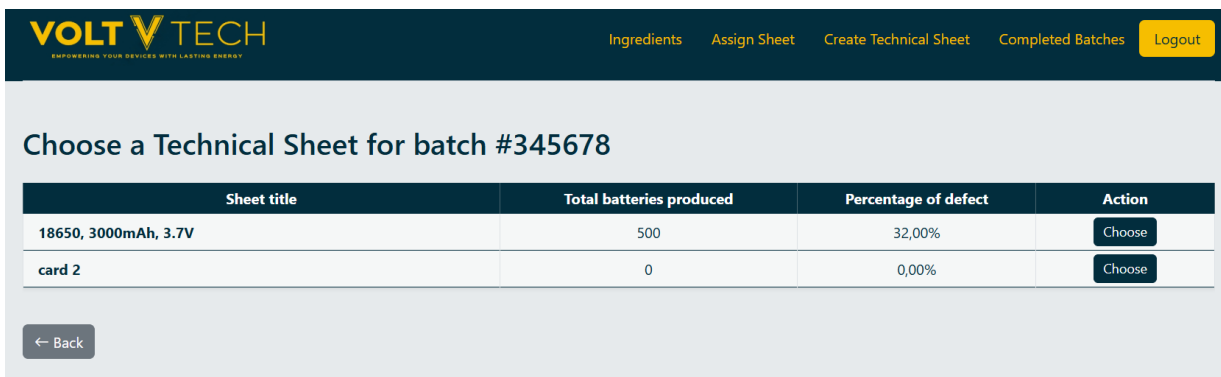 VOLT V TECH
EMPOWERING YOUR DEVICES WITH LASTING ENERGY
Ingredients Assign Sheet Create Technical Sheet Completed Batches Logout
Choose a Technical Sheet for batch #345678
Sheet title Total batteries produced Percentage of defect Action
18650, 3000mAh, 3.7V 500 32,00% Choose
card 2 0 0,00% Choose
← Back